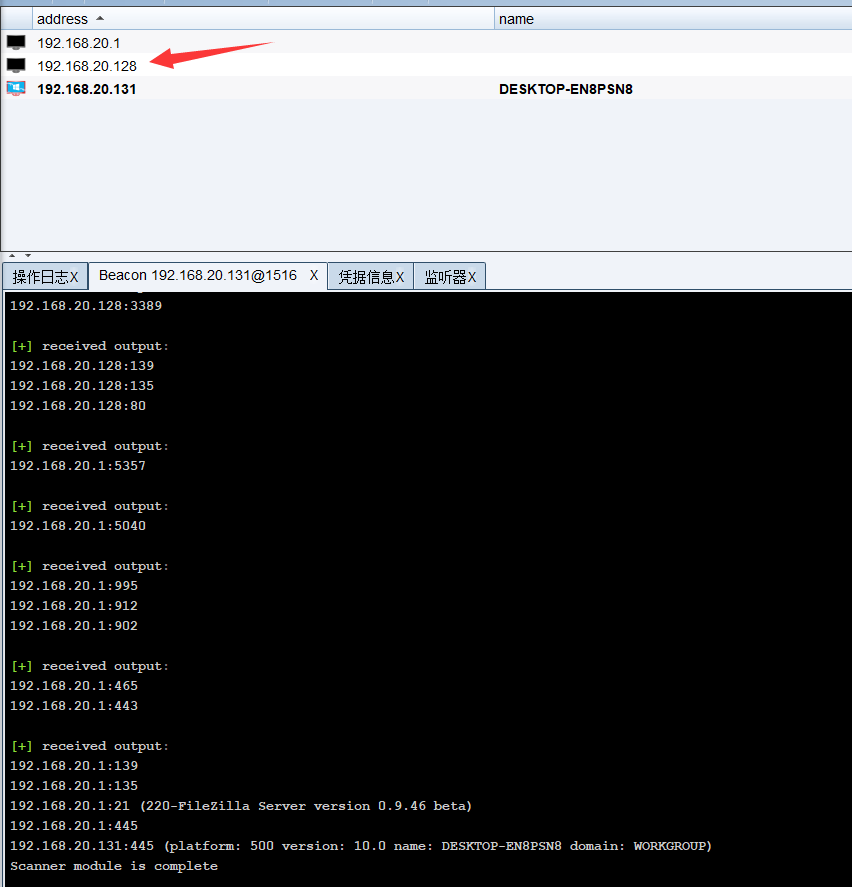 address name
192.168.20.1
192.168.20.128
192.168.20.131 DESKTOP-EN8PSN8
操作日志X Beacon 192.168.20.131@1516 X 凭据信息X 监听器X
192.168.20.128:3389
[+] received output:
192.168.20.128:139
192.168.20.128:135
192.168.20.128:80
[+] received output:
192.168.20.1:5357
[+] received output:
192.168.20.1:5040
[+] received output:
192.168.20.1:995
192.168.20.1:912
192.168.20.1:902
[+] received output:
192.168.20.1:465
192.168.20.1:443
[+] received output:
192.168.20.1:139
192.168.20.1:135
192.168.20.1:21 (220-FileZilla Server version 0.9.46 beta)
192.168.20.1:445
192.168.20.131:445 (platform: 500 version: 10.0 name: DESKTOP-EN8PSN8 domain: WORKGROUP)
Scanner module is complete